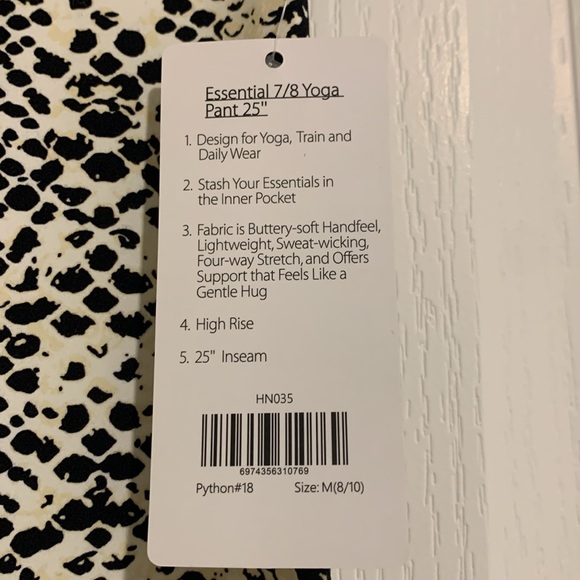 Essential 7/8 Yoga
Pant 25"
1. Design for Yoga, Train and
Daily Wear
2. Stash Your Essentials in
the Inner Pocket
3. Fabric is Buttery-soft Handfeel,
Lightweight, Sweat-wicking,
Four-way Stretch, and Offers
Support that Feels Like a
Gentle Hug
4. High Rise
5. 25" Inseam
HN035
6974356310769
Python#18 Size: M(8/10)